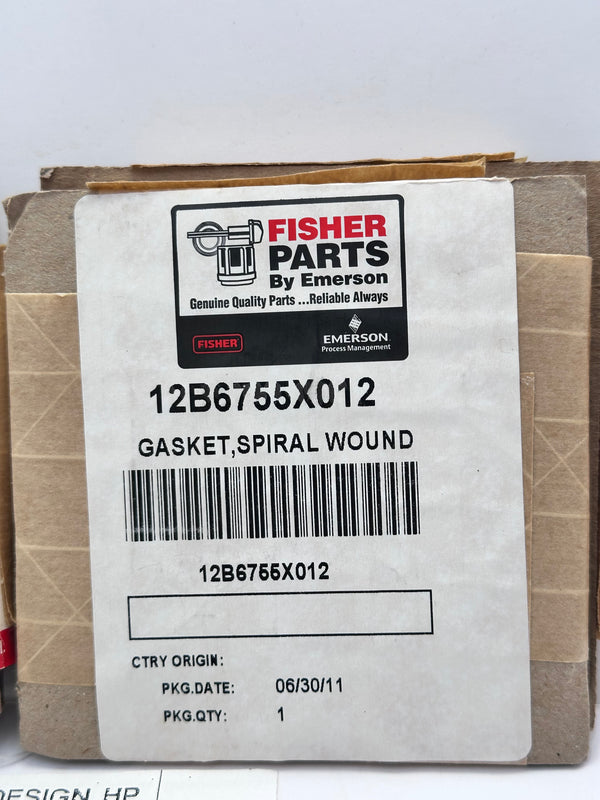 FISHER
PARTS
By Emerson
Genuine Quality Parts ...Reliable Always
FISHER
EMERSON
Process Management
12B6755X012
GASKET,SPIRAL WOUND
12B6755X012
CTRY ORIGIN:
PKG.DATE: 06/30/11
PKG.QTY: 1
DESIGN HP